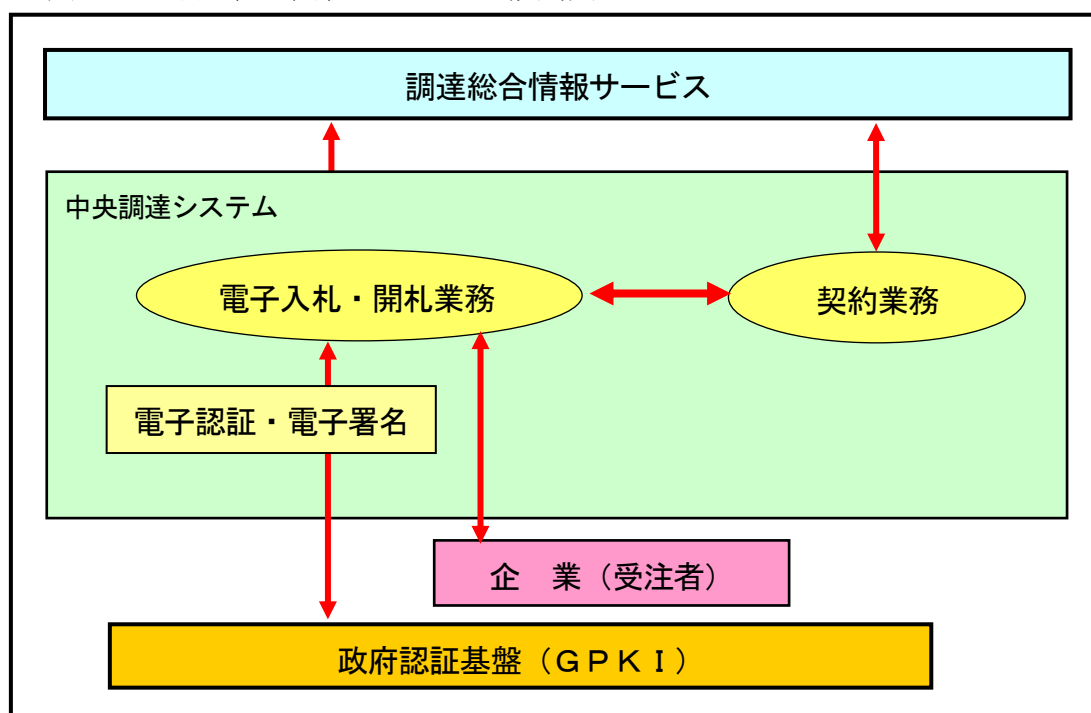 調達総合情報サービス
中央調達システム
電子入札・開札業務
契約業務
電子認証・電子署名
企　業（受注者）
政府認証基盤（ＧＰＫＩ）